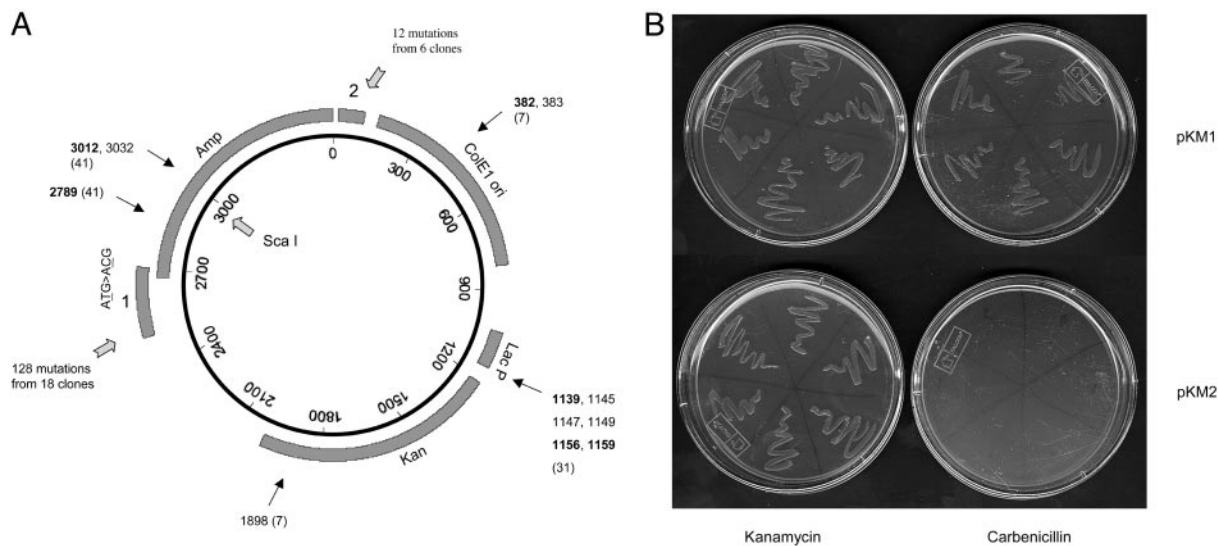 A
B
12 mutations
from 6 clones
2
382, 383
(7)
Amp
3012, 3032
(41)
2789 (41)
0
300
600
900
1200
1500
1800
2100
2400
2700
3000
ColE1 ori
Sca I
ATG>ACG
1
128 mutations
from 18 clones
Lac P
1139, 1145
1147, 1149
1156, 1159
(31)
Kan
1898 (7)
pKM1
pKM2
Kanamycin
Carbenicillin